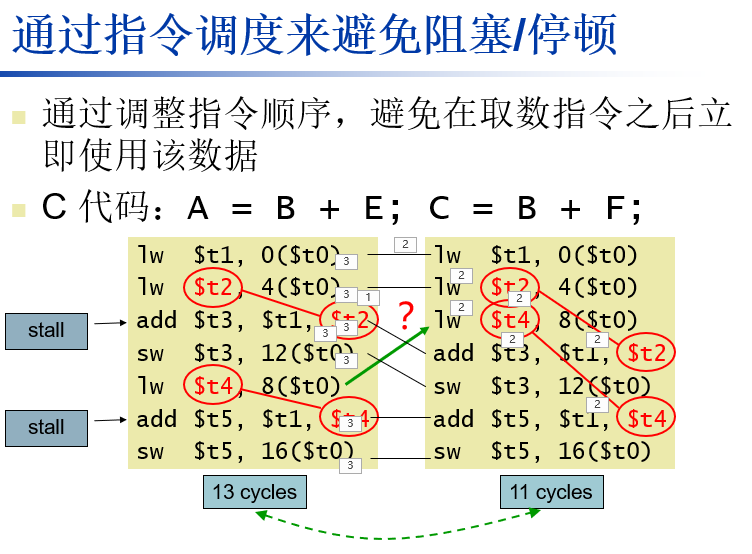 通过指令调度来避免阻塞/停顿
通过调整指令顺序，避免在取数指令之后立
即使用该数据
C 代码：A = B + E; C = B + F;
lw $t1, 0($t0)
lw $t2, 4($t0)
add $t3, $t1, $t2
sw $t3, 12($t0)
lw $t4, 8($t0)
add $t5, $t1, $t4
sw $t5, 16($t0)
stall
stall
13 cycles
3
3
1
3
3
3
3
3
?
2
lw $t1, 0($t0)
lw $t2, 4($t0)
lw $t4, 8($t0)
add $t3, $t1, $t2
sw $t3, 12($t0)
add $t5, $t1, $t4
sw $t5, 16($t0)
2
2
2
2
2
2
11 cycles